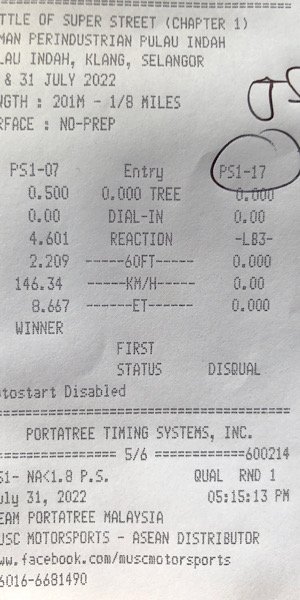 TTLE OF SUPER STREET (CHAPTER 1)
MAN PERINDUSTRIAN PULAU INDAH
LAU INDAH, KLANG, SELANGOR
& 31 JULY 2022
NGTH : 201M - 1/8 MILES
RFACE : NO-PREP
PS1-07 Entry PS1-17
0.500 0.000 TREE 0.000
0.00 DIAL-IN 0.00
4.601 REACTION -LB3-
2.209 -----60FT----- 0.000
146.34 -----KM/H----- 0.00
8.667 ------ET------ 0.000
WINNER
FIRST
STATUS DISQUAL
tostart Disabled
PORTATREE TIMING SYSTEMS, INC.
================ 5/6 ============600214
S1- NA<1.8 P.S. QUAL RND 1
uly 31, 2022 05:15:13 PM
EAM PORTATREE MALAYSIA
USC MOTORSPORTS - ASEAN DISTRIBUTOR
ww.facebook.com/muscmotorsports
6016-6681490